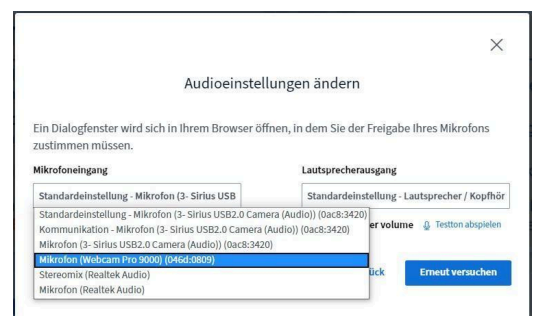 Audioeinstellungen ändern
Ein Dialogfenster wird sich in Ihrem Browser öffnen, in dem Sie der Freigabe Ihres Mikrofons
zustimmen müssen.
Mikrofoneingang
Lautsprecherausgang
Standardeinstellung - Mikrofon (3- Sirius USB
Standardeinstellung - Lautsprecher / Kopfhör
Standardeinstellung - Mikrofon (3- Sirius USB2.0 Camera (Audio)) (0ac8:3420)
Kommunikation - Mikrofon (3- Sirius USB2.0 Camera (Audio)) (0ac8:3420)
er volume Testton abspielen
Mikrofon (3- Sirius USB2.0 Camera (Audio)) (0ac8:3420)
Mikrofon (Webcam Pro 9000) (046d:0809)
Stereomix (Realtek Audio)
ück Erneut versuchen
Mikrofon (Realtek Audio)